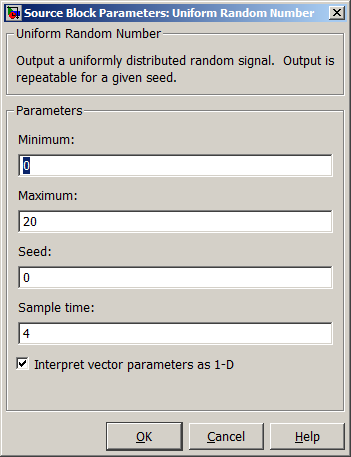 Source Block Parameters: Uniform Random Number
Uniform Random Number
Output a uniformly distributed random signal.  Output is
repeatable for a given seed.
Parameters
Minimum:
0
Maximum:
20
Seed:
0
Sample time:
4
Interpret vector parameters as 1-D
OK Cancel Help